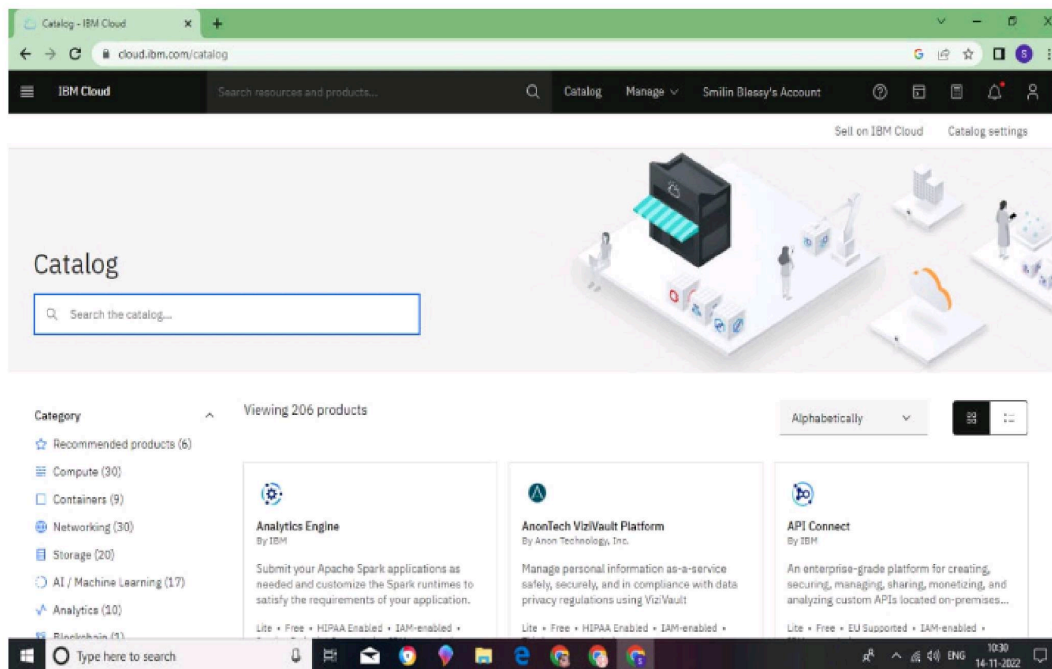 Catalog - IBM Cloud
cloud.ibm.com/catalog
G
S
IBM Cloud
Search resources and products...
Catalog
Manage
Smilin Blessy's Account
Sell on IBM Cloud
Catalog settings
Catalog
Search the catalog...
Category
Viewing 206 products
Alphabetically
Recommended products (6)
Compute (30)
Containers (9)
Networking (30)
Storage (20)
AI / Machine Learning (17)
Analytics (10)
Blockchain (1)
Analytics Engine
By IBM
Submit your Apache Spark applications as
needed and customize the Spark runtimes to
satisfy the requirements of your application.
Lite • Free • HIPAA Enabled • IAM-enabled •
AnonTech ViziVault Platform
By Anon Technology, Inc.
Manage personal information as-a-service
safely, securely, and in compliance with data
privacy regulations using ViziVault
Lite • Free • HIPAA Enabled • IAM-enabled •
API Connect
By IBM
An enterprise-grade platform for creating,
securing, managing, sharing, monetizing, and
analyzing custom APIs located on-premises...
Lite • Free • EU Supported • IAM-enabled •
Type here to search
ENG
10:30
14-11-2022